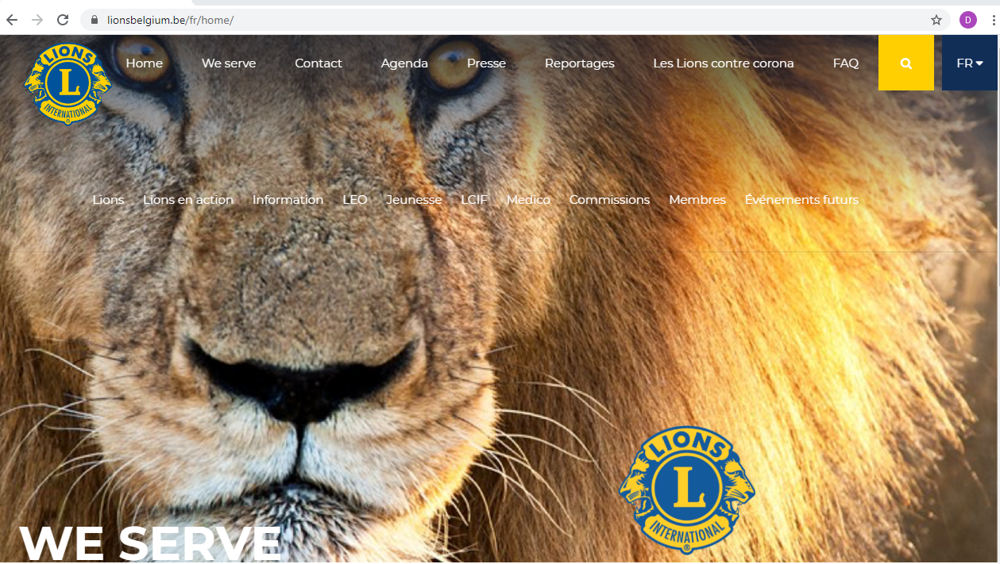 lionsbelgium.be/fr/home/
D
Home We serve Contact Agenda Presse Reportages Les Lions contre corona FAQ FR
LIONS
L
INTERNATIONAL
®
Lions Lions en action Information LEO Jeunesse LCIF Medico Commissions Membres Événements futurs
LIONS
L
INTERNATIONAL
®
WE SERVE